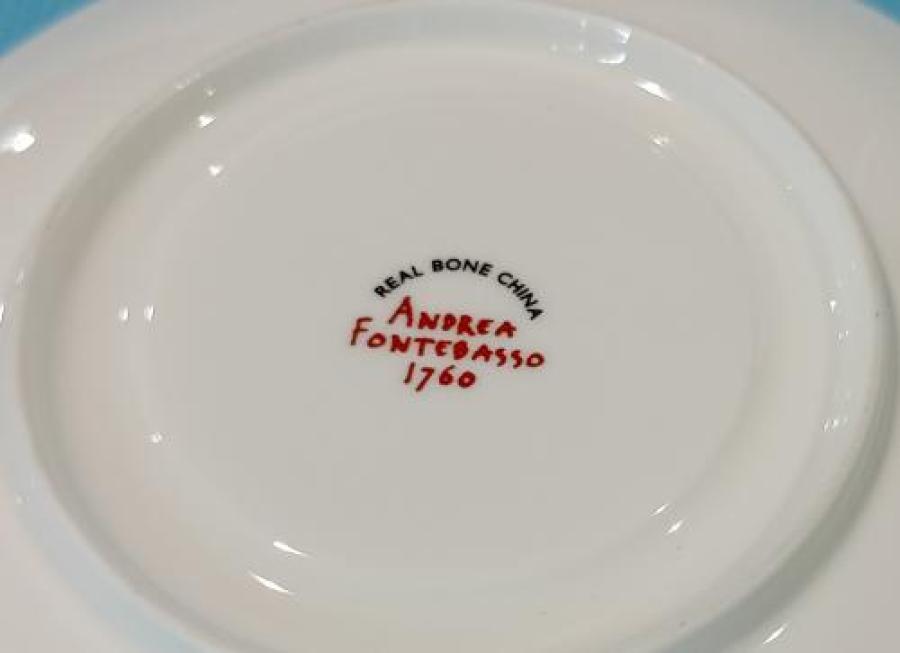 REAL BONE CHINA
ANDREA
FONTEBASSO
1760